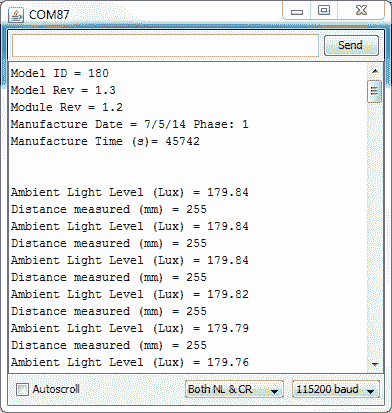 COM87
Send
Model ID = 180
Model Rev = 1.3
Module Rev = 1.2
Manufacture Date = 7/5/14 Phase: 1
Manufacture Time (s)= 45742
Ambient Light Level (Lux) = 179.84
Distance measured (mm) = 255
Ambient Light Level (Lux) = 179.84
Distance measured (mm) = 255
Ambient Light Level (Lux) = 179.84
Distance measured (mm) = 255
Ambient Light Level (Lux) = 179.82
Distance measured (mm) = 255
Ambient Light Level (Lux) = 179.79
Distance measured (mm) = 255
Ambient Light Level (Lux) = 179.76
Autoscroll Both NL & CR 115200 baud